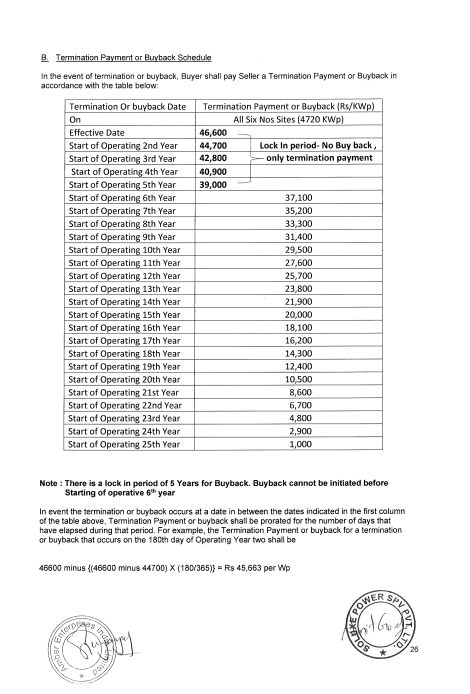 B. Termination Payment or Buyback Schedule
In the event of termination or buyback, Buyer shall pay Seller a Termination Payment or Buyback in
accordance with the table below:
Termination Or buyback Date Termination Payment or Buyback (Rs/KWp)
On All Six Nos Sites (4720 KWp)
Effective Date 46,600
Start of Operating 2nd Year 44,700 Lock In period- No Buy back ,
Start of Operating 3rd Year 42,800 only termination payment
Start of Operating 4th Year 40,900
Start of Operating 5th Year 39,000
Start of Operating 6th Year 37,100
Start of Operating 7th Year 35,200
Start of Operating 8th Year 33,300
Start of Operating 9th Year 31,400
Start of Operating 10th Year 29,500
Start of Operating 11th Year 27,600
Start of Operating 12th Year 25,700
Start of Operating 13th Year 23,800
Start of Operating 14th Year 21,900
Start of Operating 15th Year 20,000
Start of Operating 16th Year 18,100
Start of Operating 17th Year 16,200
Start of Operating 18th Year 14,300
Start of Operating 19th Year 12,400
Start of Operating 20th Year 10,500
Start of Operating 21st Year 8,600
Start of Operating 22nd Year 6,700
Start of Operating 23rd Year 4,800
Start of Operating 24th Year 2,900
Start of Operating 25th Year 1,000
Note : There is a lock in period of 5 Years for Buyback. Buyback cannot be initiated before
Starting of operative 6th year
In event the termination or buyback occurs at a date in between the dates indicated in the first column
of the table above, Termination Payment or buyback shall be prorated for the number of days that
have elapsed during that period. For example, the Termination Payment or buyback for a termination
or buyback that occurs on the 180th day of Operating Year two shall be
46600 minus {(46600 minus 44700) X (180/365)} = Rs 45,663 per Wp
Amber Enterprises India Limited
POWER SPV PVT. LTD.
26